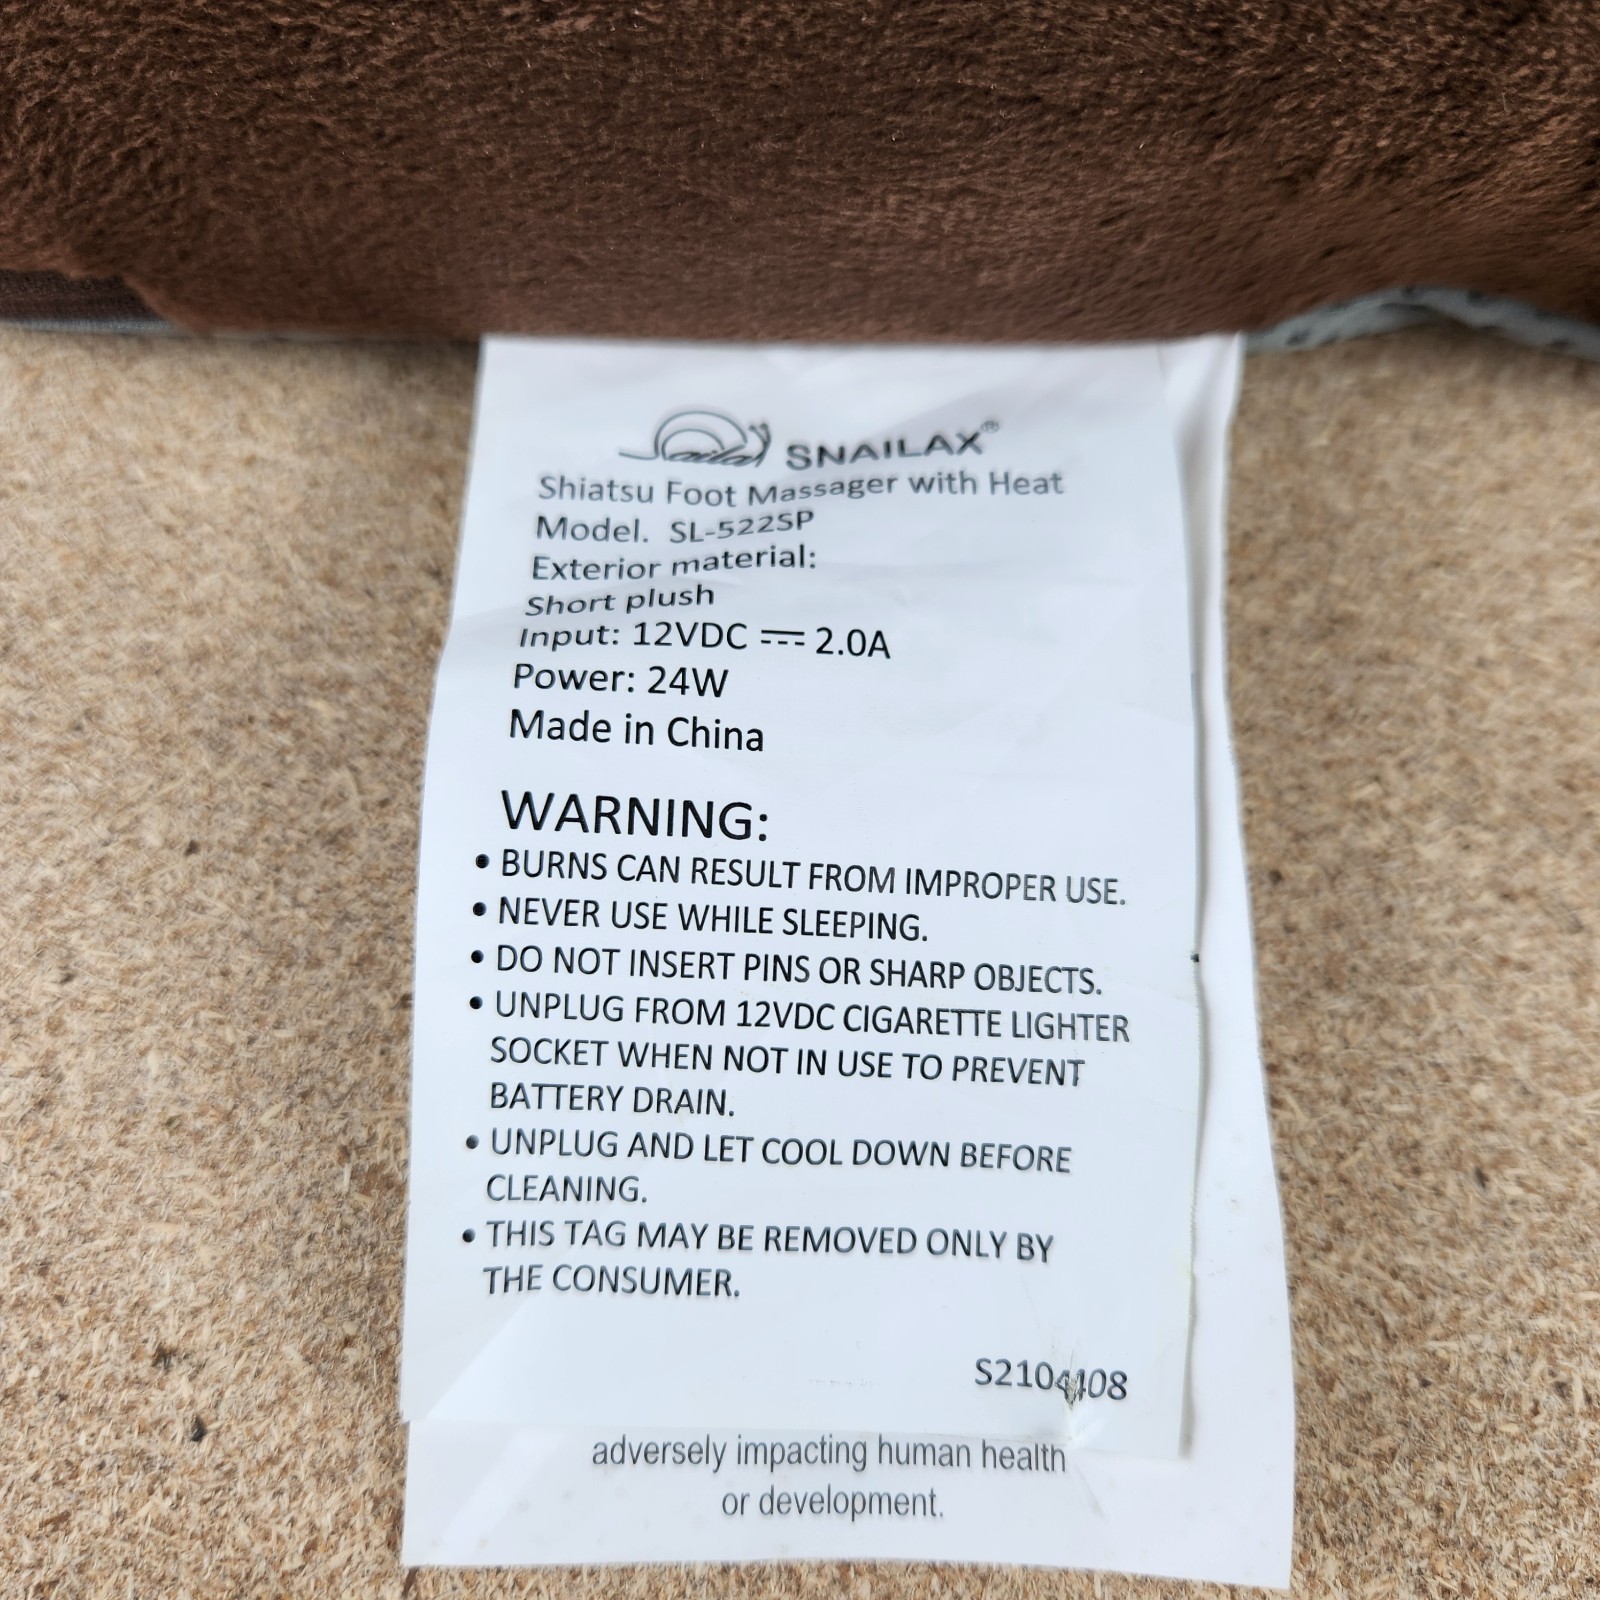 SNAILAX®
Shiatsu Foot Massager with Heat
Model. SL-522SP
Exterior material:
Short plush
Input: 12VDC ⎓ 2.0A
Power: 24W
Made in China
WARNING:
• BURNS CAN RESULT FROM IMPROPER USE.
• NEVER USE WHILE SLEEPING.
• DO NOT INSERT PINS OR SHARP OBJECTS.
• UNPLUG FROM 12VDC CIGARETTE LIGHTER
SOCKET WHEN NOT IN USE TO PREVENT
BATTERY DRAIN.
• UNPLUG AND LET COOL DOWN BEFORE
CLEANING.
• THIS TAG MAY BE REMOVED ONLY BY
THE CONSUMER.
S2104408
adversely impacting human health
or development.